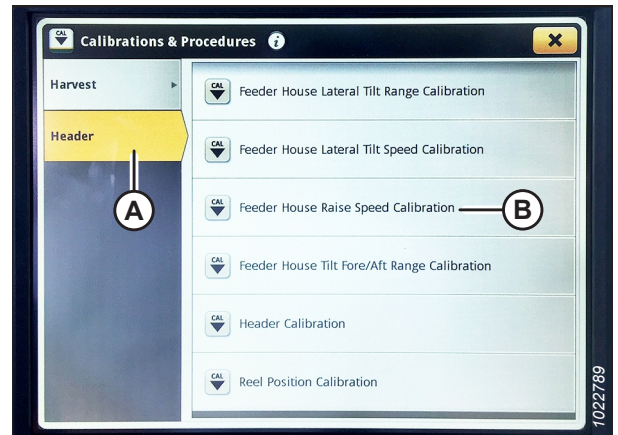 CAL Calibrations & Procedures i X
Harvest
Header
A
CAL Feeder House Lateral Tilt Range Calibration
CAL Feeder House Lateral Tilt Speed Calibration
CAL Feeder House Raise Speed Calibration B
CAL Feeder House Tilt Fore/Aft Range Calibration
CAL Header Calibration
CAL Reel Position Calibration
1022789